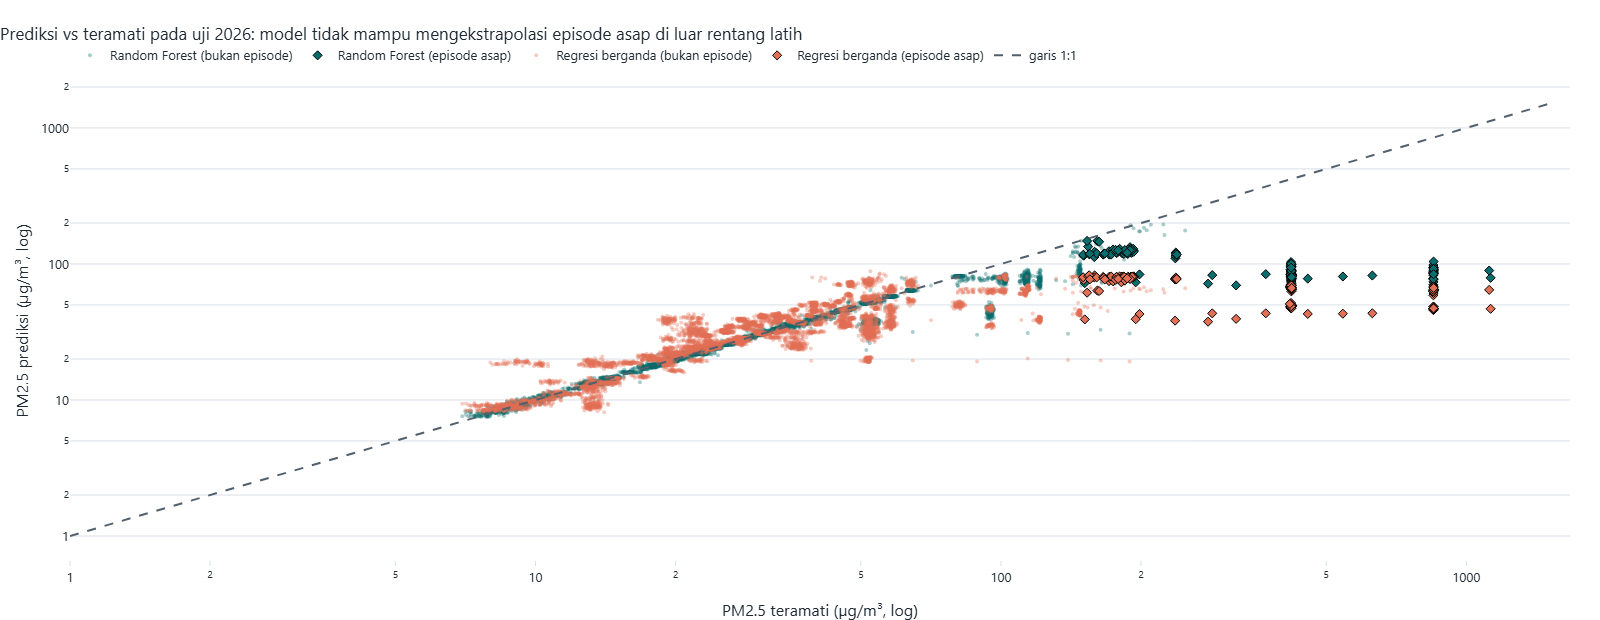 Prediksi vs teramati pada uji 2026: model tidak mampu mengekstrapolasi episode asap di luar rentang latih
Random Forest (bukan episode) Random Forest (episode asap) Regresi berganda (bukan episode) Regresi berganda (episode asap) garis 1:1
2
1000
5
2
100
5
2
10
5
2
1
PM2.5 prediksi (µg/m³, log)
1 2 5 10 2 5 100 2 5 1000
PM2.5 teramati (µg/m³, log)